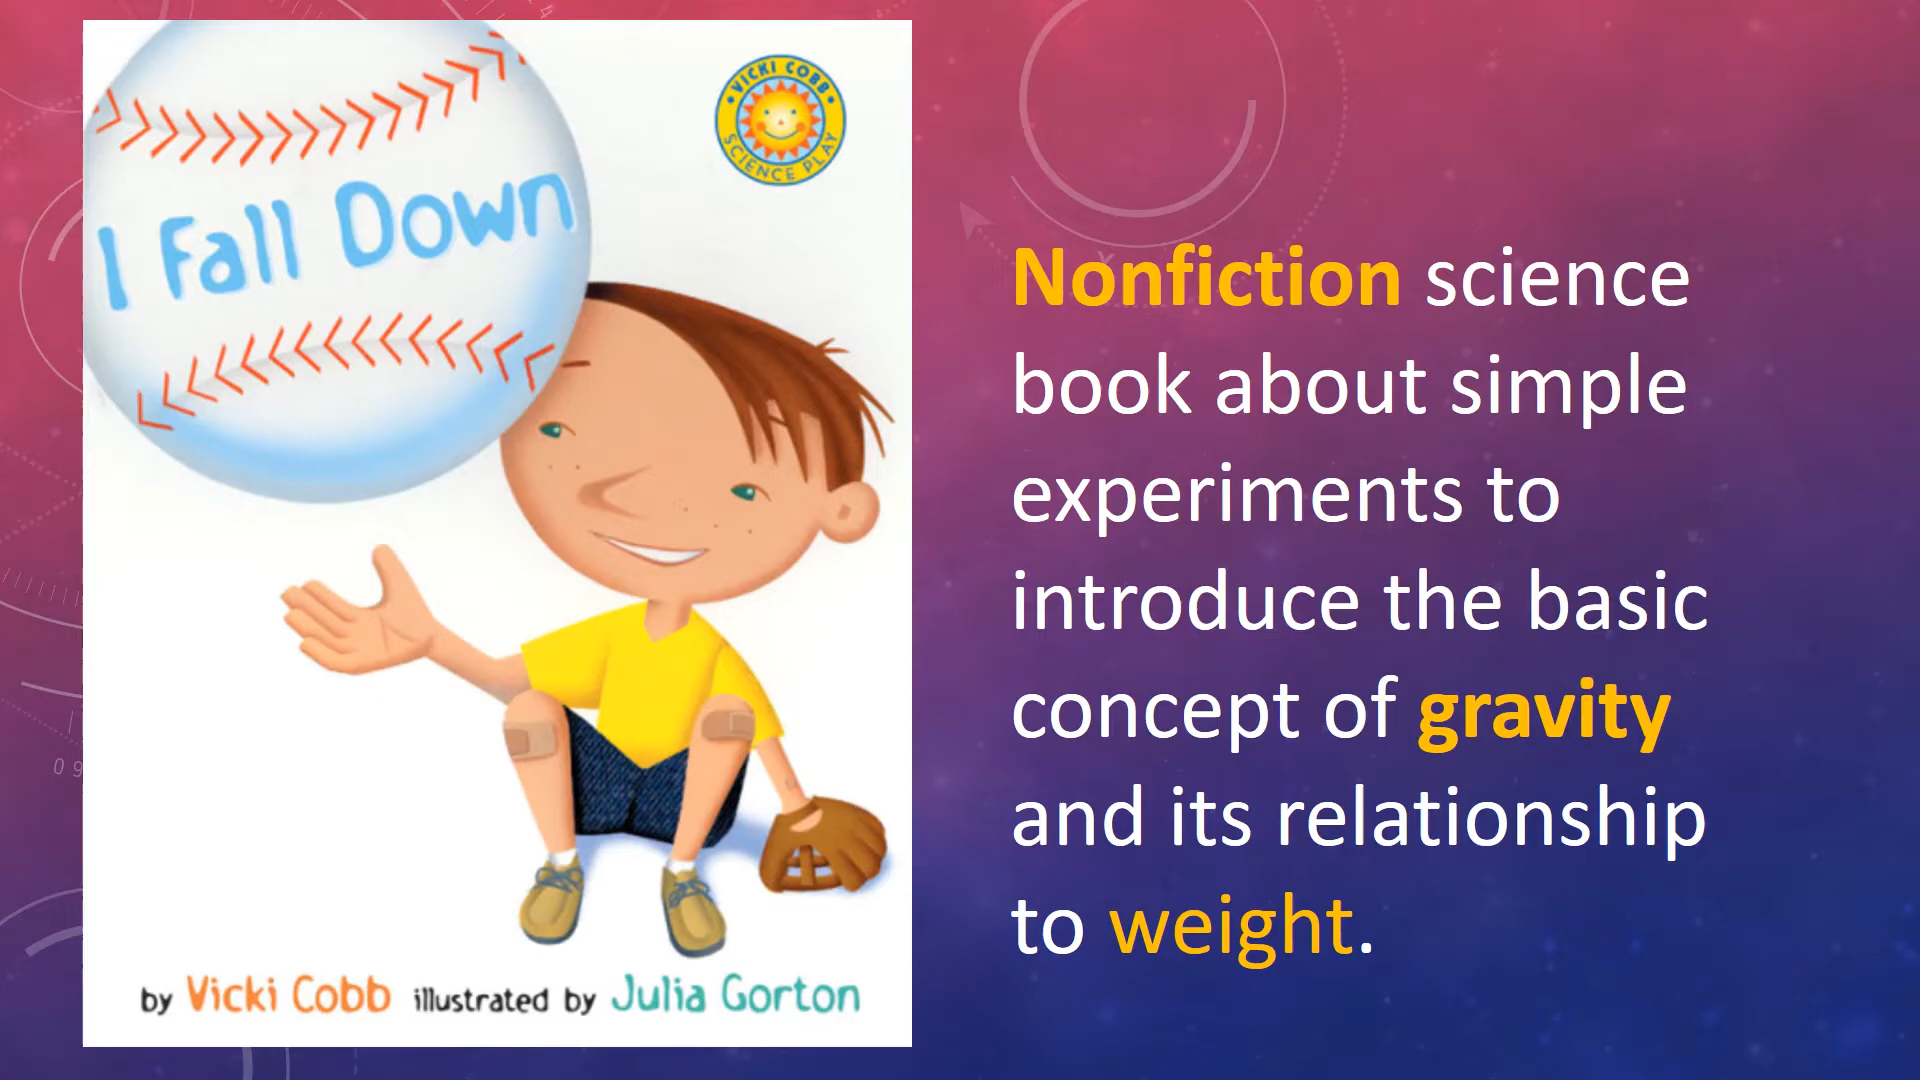 VICKI COBB
SCIENCE PLAY
I Fall Down
by Vicki Cobb illustrated by Julia Gorton
Nonfiction science
book about simple
experiments to
introduce the basic
concept of gravity
and its relationship
to weight.
09